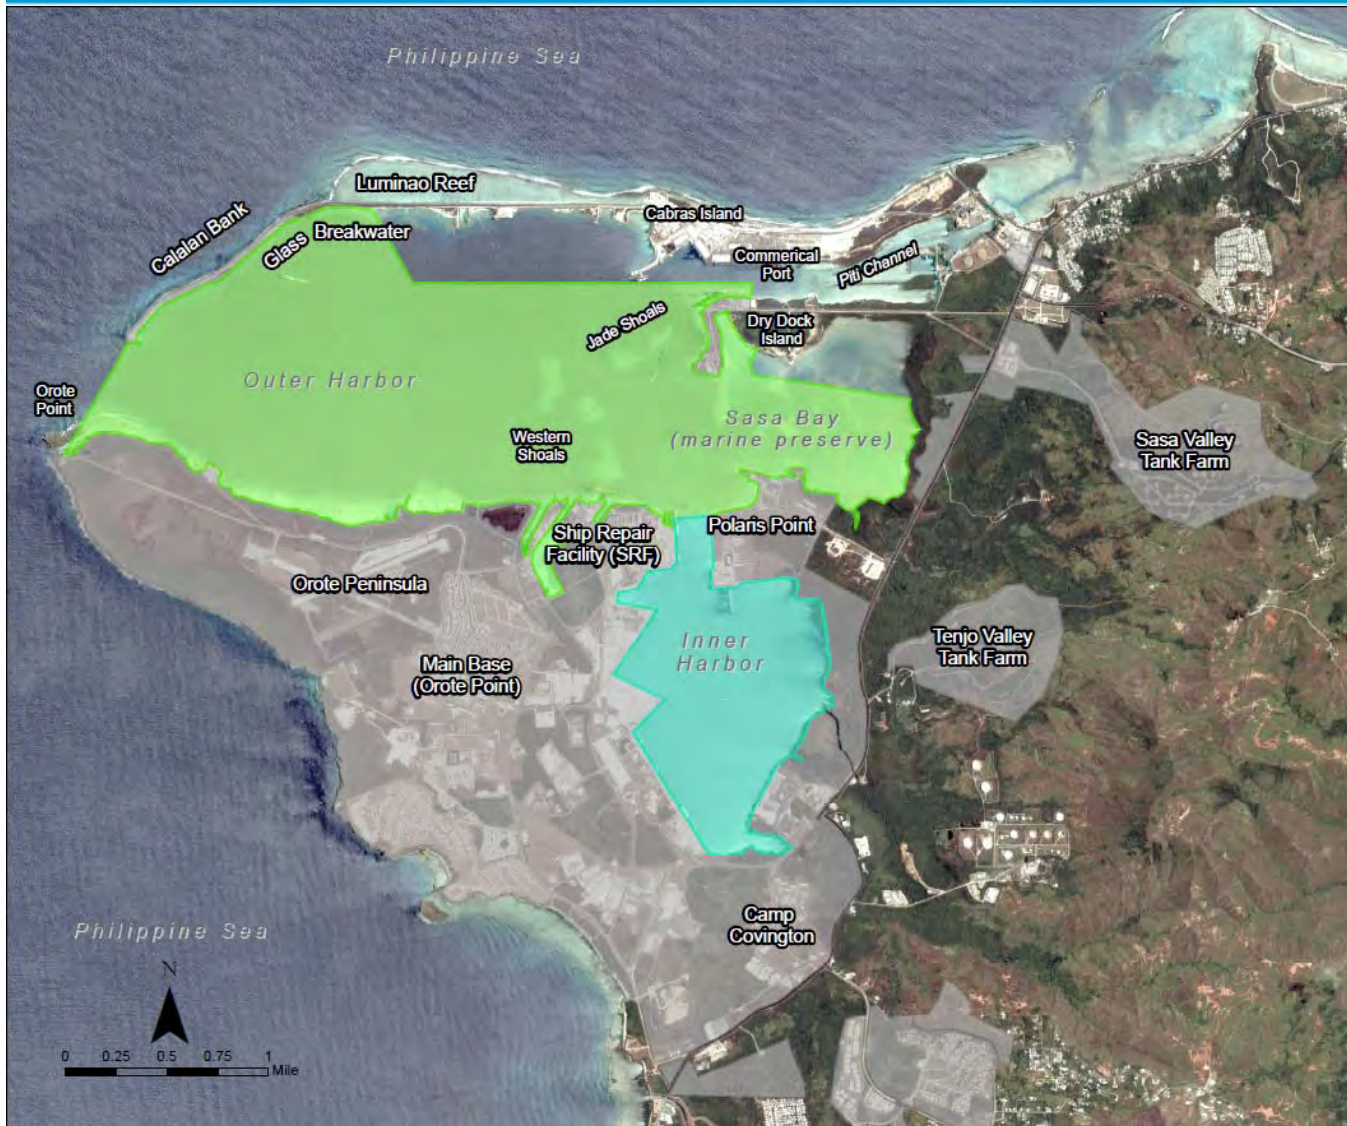 Philippine Sea
Luminao Reef
Calalan Bank
Glass Breakwater
Cabras Island
Commerical
Port
Piti Channel
Jade Shoals
Dry Dock
Island
Outer Harbor
Orote
Point
Sasa Bay
(marine preserve)
Western
Shoals
Sasa Valley
Tank Farm
Polaris Point
Ship Repair
Facility (SRF)
Orote Peninsula
Inner
Harbor
Tenjo Valley
Tank Farm
Main Base
(Orote Point)
Camp
Covington
Philippine Sea
N
0 0.25 0.5 0.75 1
Mile